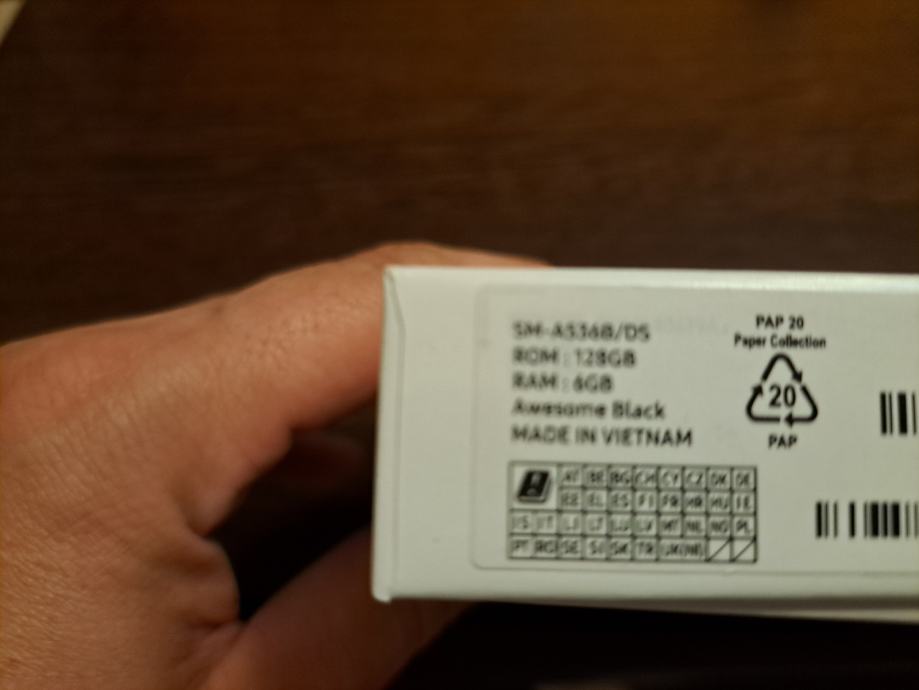 SM-A536B/DS
ROM : 128GB
RAM : 6GB
Awesome Black
MADE IN VIETNAM
PAP 20
Paper Collection
20
PAP
AT BE BG CH CY CZ DK DE
EE EL ES FI FR HR HU IE
IS IT LI LT LU LV MT NL NO PL
PT RO SE SI SK TR UK(NI)